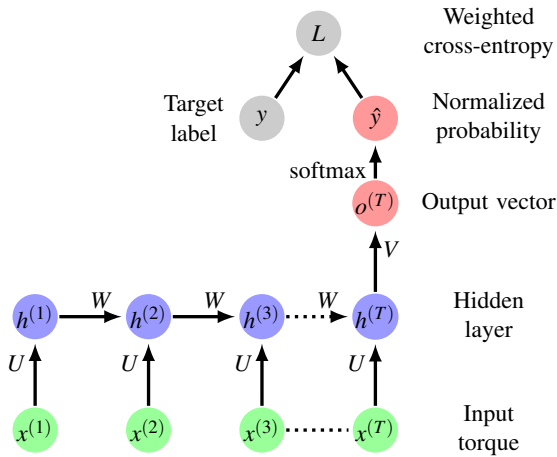 L
Weighted
cross-entropy
Target
label
y
ŷ
Normalized
probability
softmax
o^(T)
Output vector
V
h^(1)
W
h^(2)
W
h^(3)
W
h^(T)
Hidden
layer
U
U
U
U
x^(1)
x^(2)
x^(3)
x^(T)
Input
torque